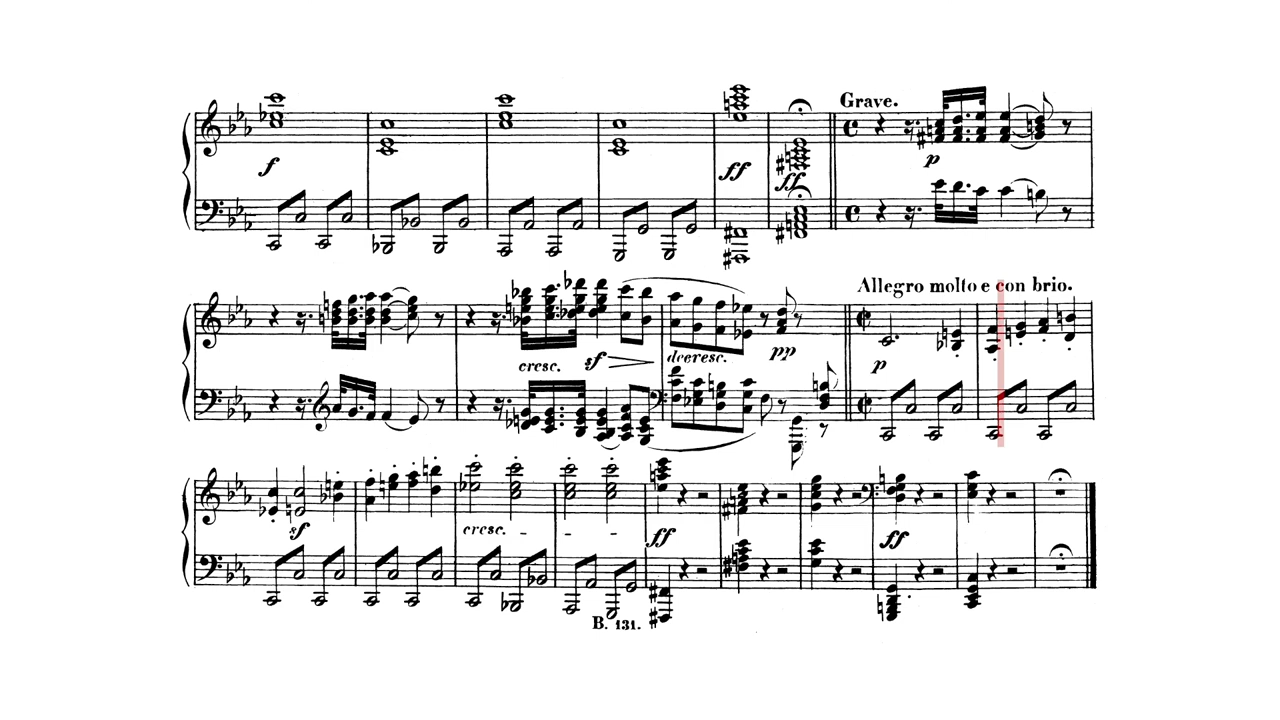 Grave.
f
ff
ff
p
Allegro molto e con brio.
cresc.
sf
decresc.
pp
p
sf
cresc.
ff
ff
B. 131.